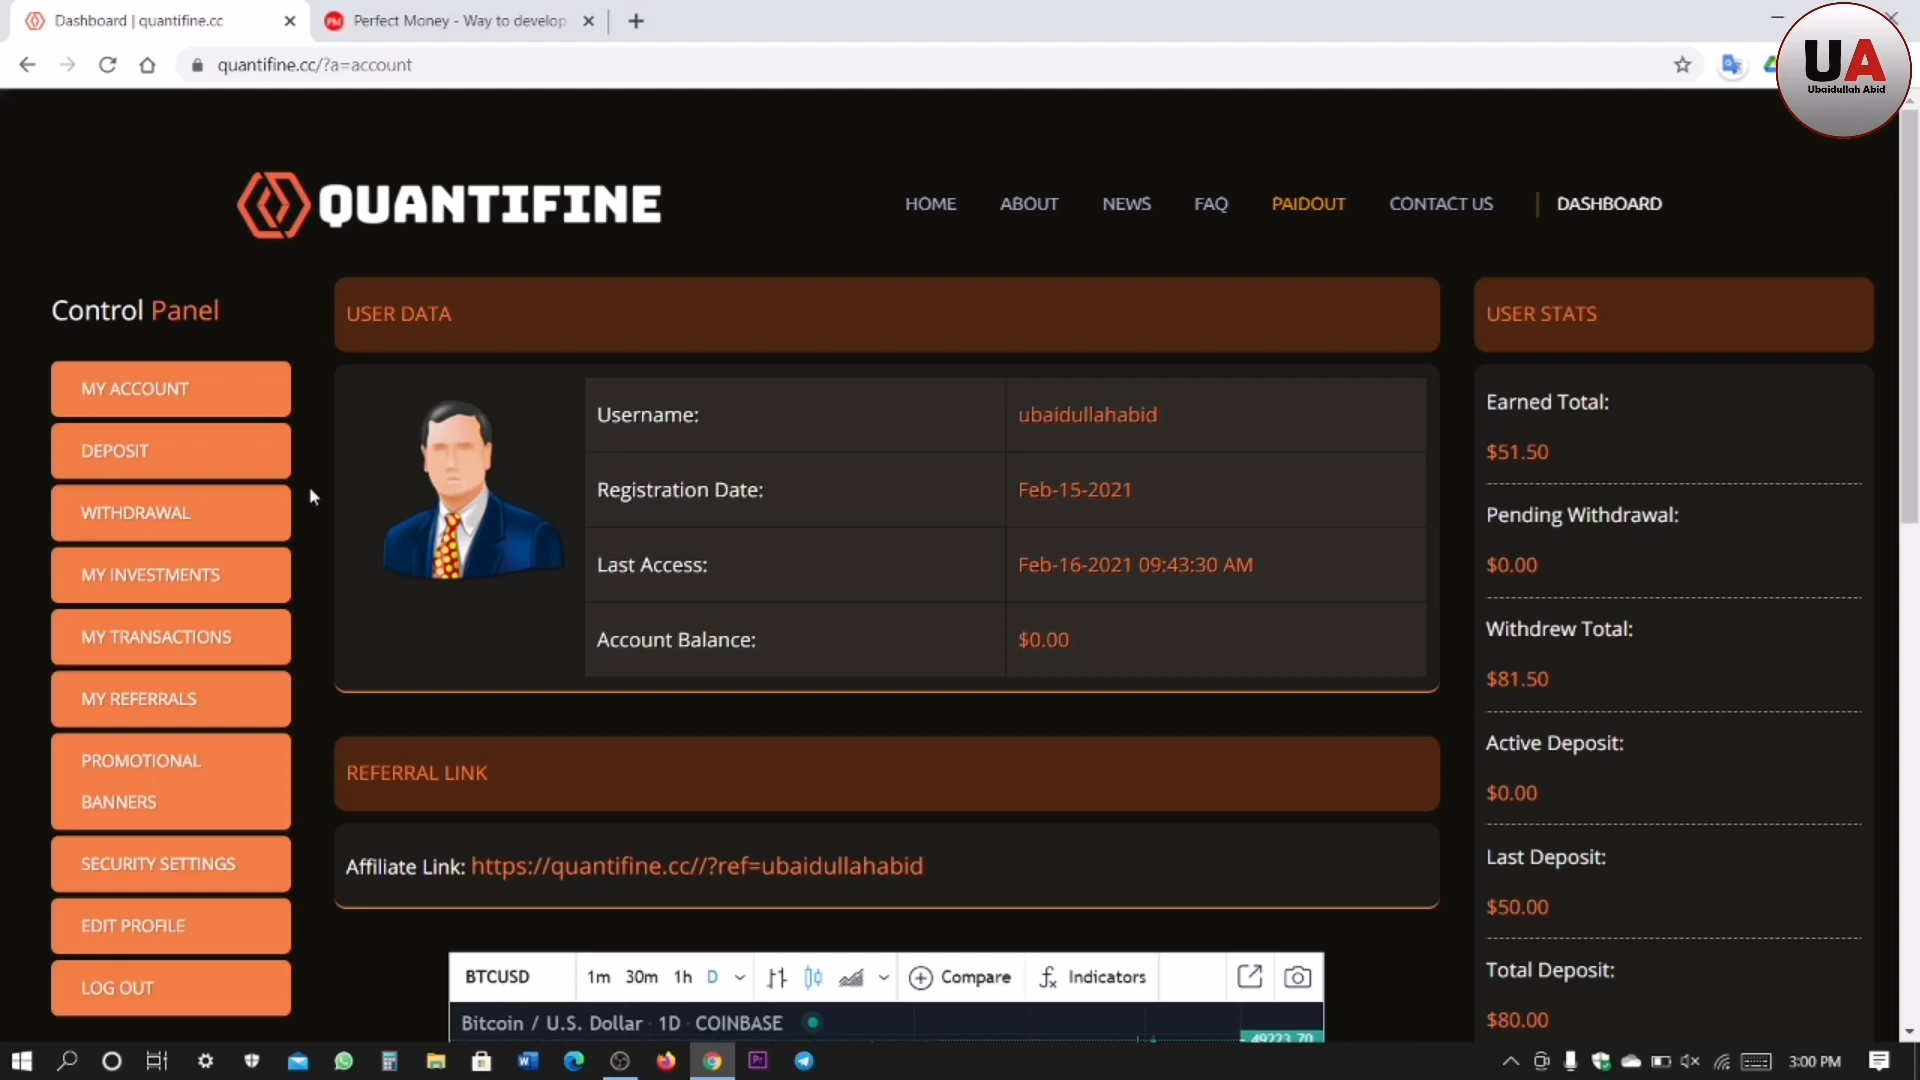 Dashboard | quantifine.cc
Perfect Money - Way to develop
quantifine.cc/?a=account
UA
Ubaidullah Abid
QUANTIFINE
HOME ABOUT NEWS FAQ PAIDOUT CONTACT US DASHBOARD
Control Panel
MY ACCOUNT
DEPOSIT
WITHDRAWAL
MY INVESTMENTS
MY TRANSACTIONS
MY REFERRALS
PROMOTIONAL
BANNERS
SECURITY SETTINGS
EDIT PROFILE
LOG OUT
USER DATA
Username: ubaidullahabid
Registration Date: Feb-15-2021
Last Access: Feb-16-2021 09:43:30 AM
Account Balance: $0.00
REFERRAL LINK
Affiliate Link: https://quantifine.cc//?ref=ubaidullahabid
BTCUSD 1m 30m 1h D Compare Indicators
Bitcoin / U.S. Dollar · 1D · COINBASE
49223.70
USER STATS
Earned Total:
$51.50
Pending Withdrawal:
$0.00
Withdrew Total:
$81.50
Active Deposit:
$0.00
Last Deposit:
$50.00
Total Deposit:
$80.00
3:00 PM